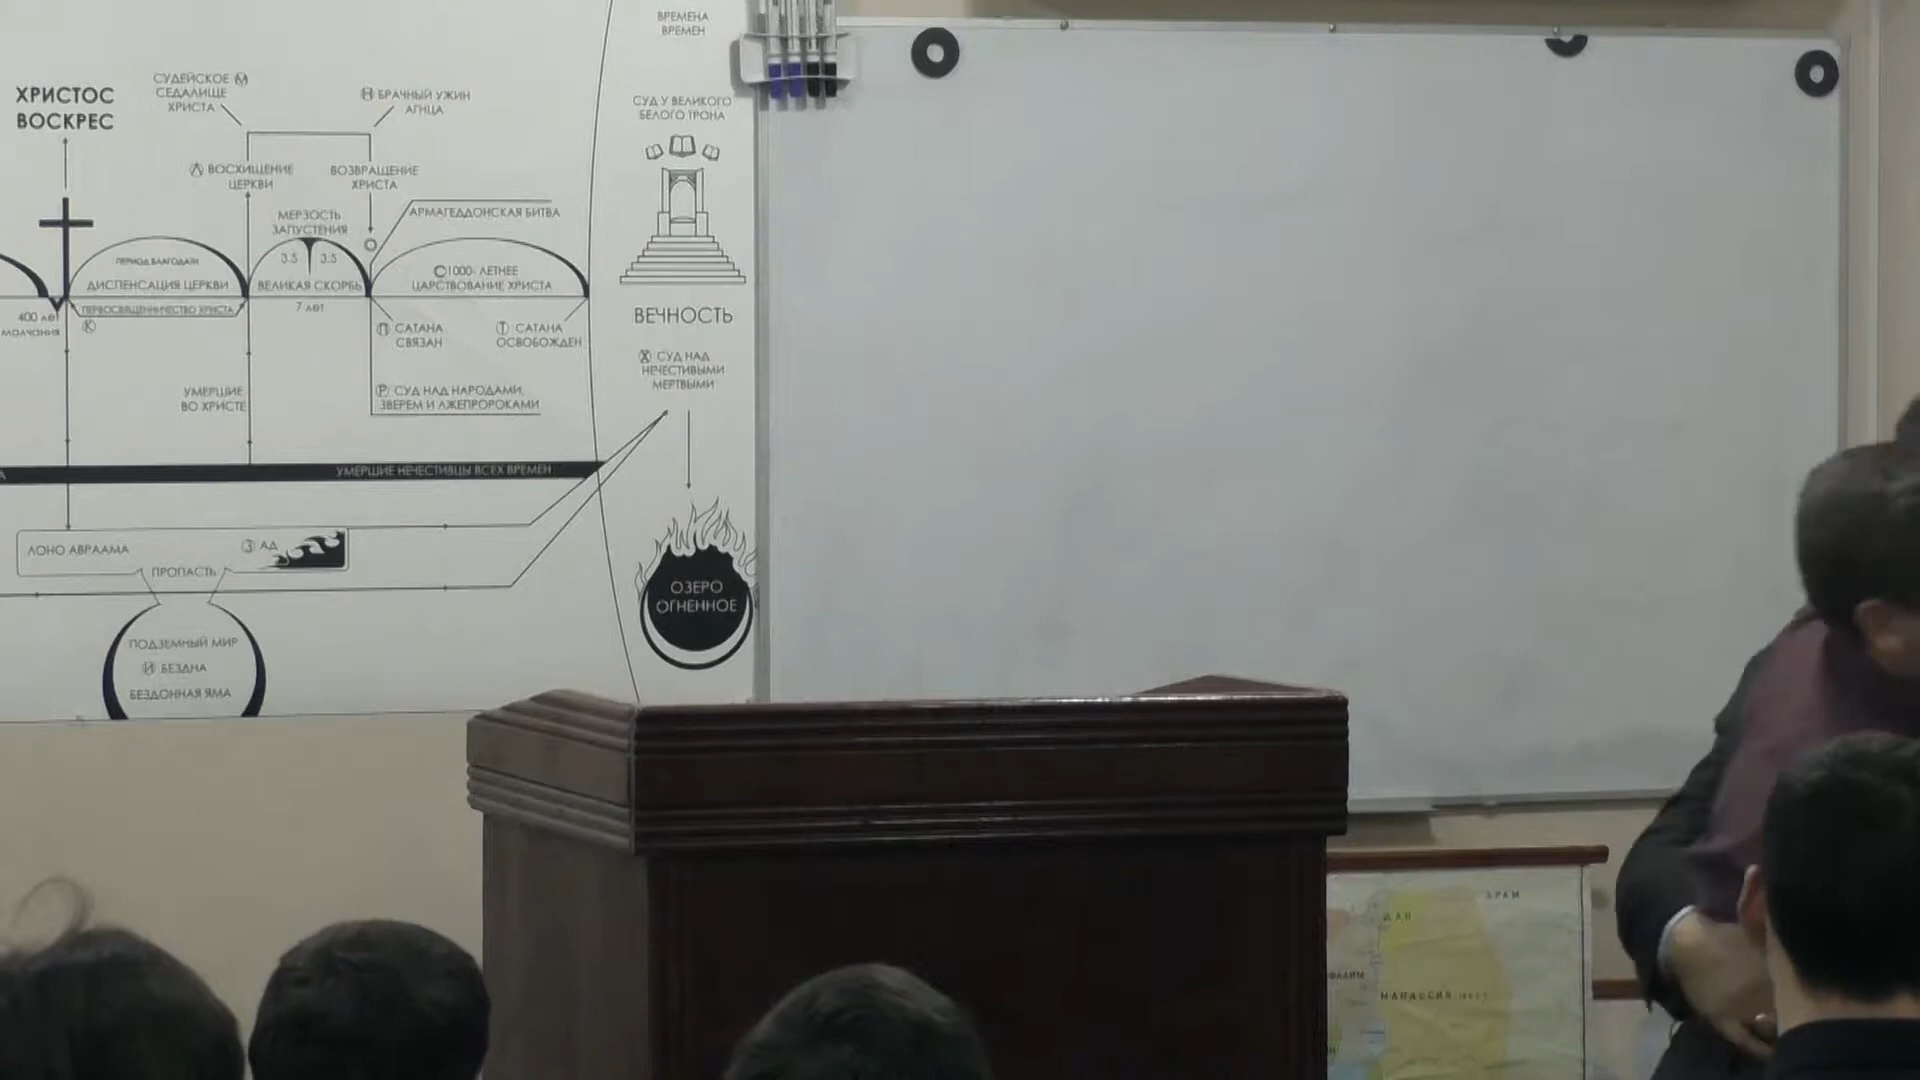 ВРЕМЕНА
ВРЕМЕН
ХРИСТОС
ВОСКРЕС
СУДЕЙСКОЕ М
СЕДАЛИЩЕ
ХРИСТА
Н БРАЧНЫЙ УЖИН
АГНЦА
Л ВОСХИЩЕНИЕ
ЦЕРКВИ
ВОЗВРАЩЕНИЕ
ХРИСТА
МЕРЗОСТЬ
ЗАПУСТЕНИЯ
3.5 3.5
АРМАГЕДДОНСКАЯ БИТВА
О
ПЕРИОД БЛАГОДАТИ
ДИСПЕНСАЦИЯ ЦЕРКВИ
ВЕЛИКАЯ СКОРБЬ
7 лет
С 1000- ЛЕТНЕЕ
ЦАРСТВОВАНИЕ ХРИСТА
ПЕРВОСВЯЩЕННИЧЕСТВО ХРИСТА
К
400 лет
молчания
П САТАНА
СВЯЗАН
Т САТАНА
ОСВОБОЖДЕН
УМЕРШИЕ
ВО ХРИСТЕ
Р СУД НАД НАРОДАМИ,
ЗВЕРЕМ И ЛЖЕПРОРОКАМИ
УМЕРШИЕ НЕЧЕСТИВЦЫ ВСЕХ ВРЕМЕН
ЛОНО АВРААМА
З АД
ПРОПАСТЬ
ПОДЗЕМНЫЙ МИР
И БЕЗДНА
БЕЗДОННАЯ ЯМА
СУД У ВЕЛИКОГО
БЕЛОГО ТРОНА
ВЕЧНОСТЬ
Х СУД НАД
НЕЧЕСТИВЫМИ
МЕРТВЫМИ
ОЗЕРО
ОГНЕННОЕ
ДАН
МАНАССИЯ